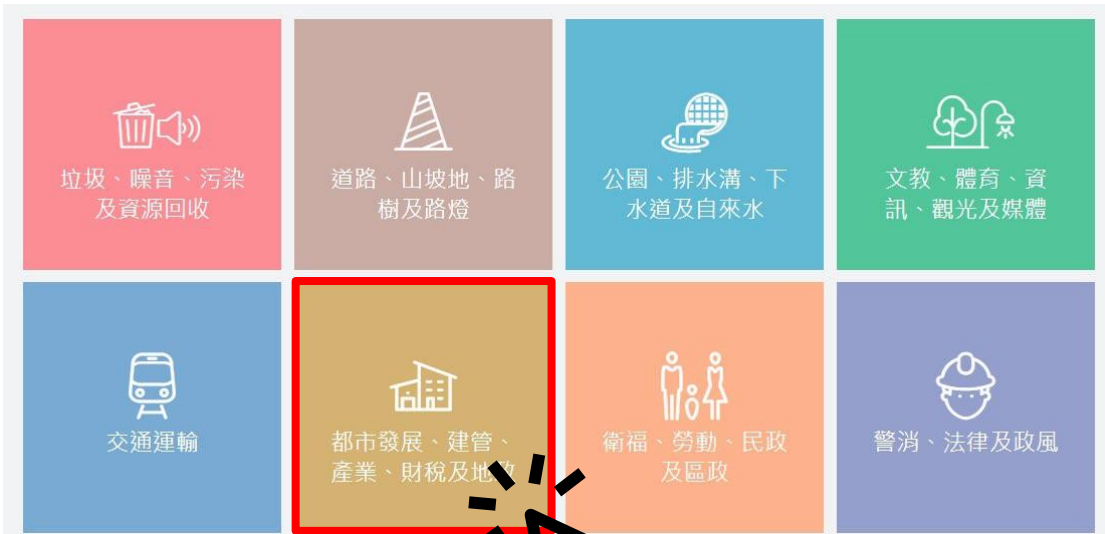 垃圾、噪音、污染
及資源回收
道路、山坡地、路
樹及路燈
公園、排水溝、下
水道及自來水
文教、體育、資
訊、觀光及媒體
交通運輸
都市發展、建管、
產業、財稅及地政
衛福、勞動、民政
及區政
警消、法律及政風